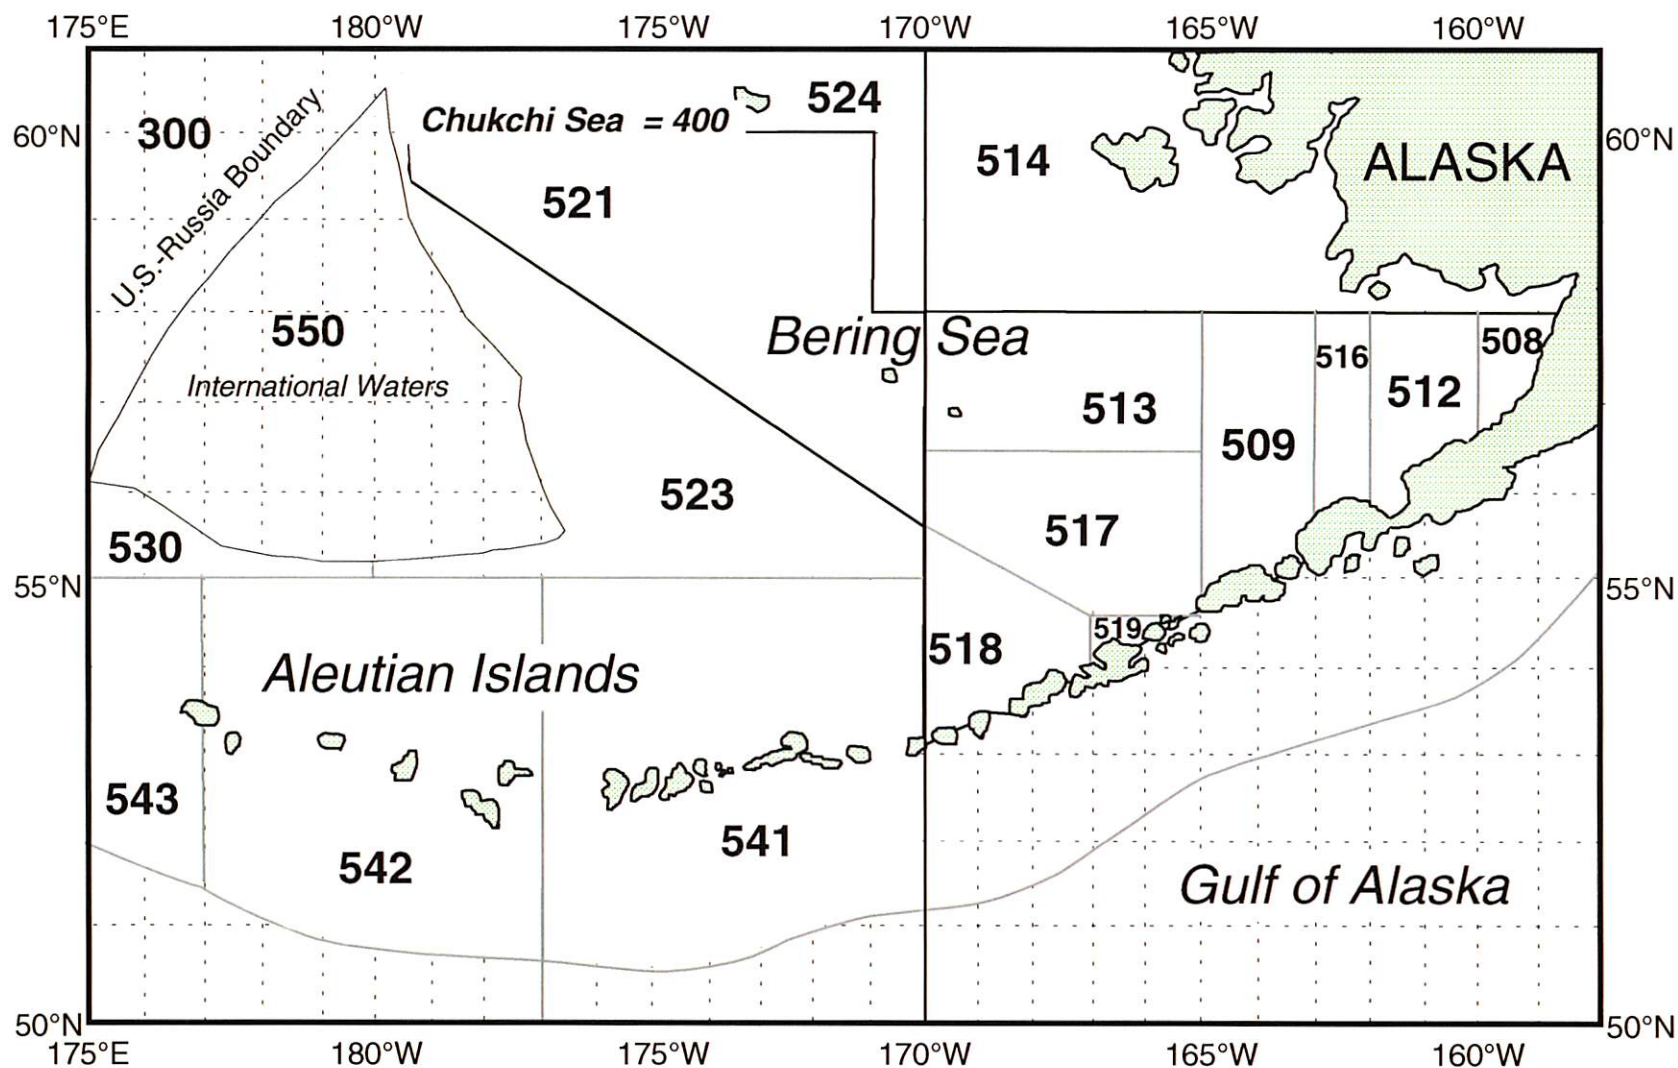 175°E 180°W 175°W 170°W 165°W 160°W
524
Chukchi Sea = 400
60°N 300 60°N
514 ALASKA
521
U.S.-Russia Boundary
550 Bering Sea
516 508
International Waters
513 512
509
523
517
530
55°N 55°N
519
518
Aleutian Islands
543
541
542
Gulf of Alaska
50°N 50°N
175°E 180°W 175°W 170°W 165°W 160°W